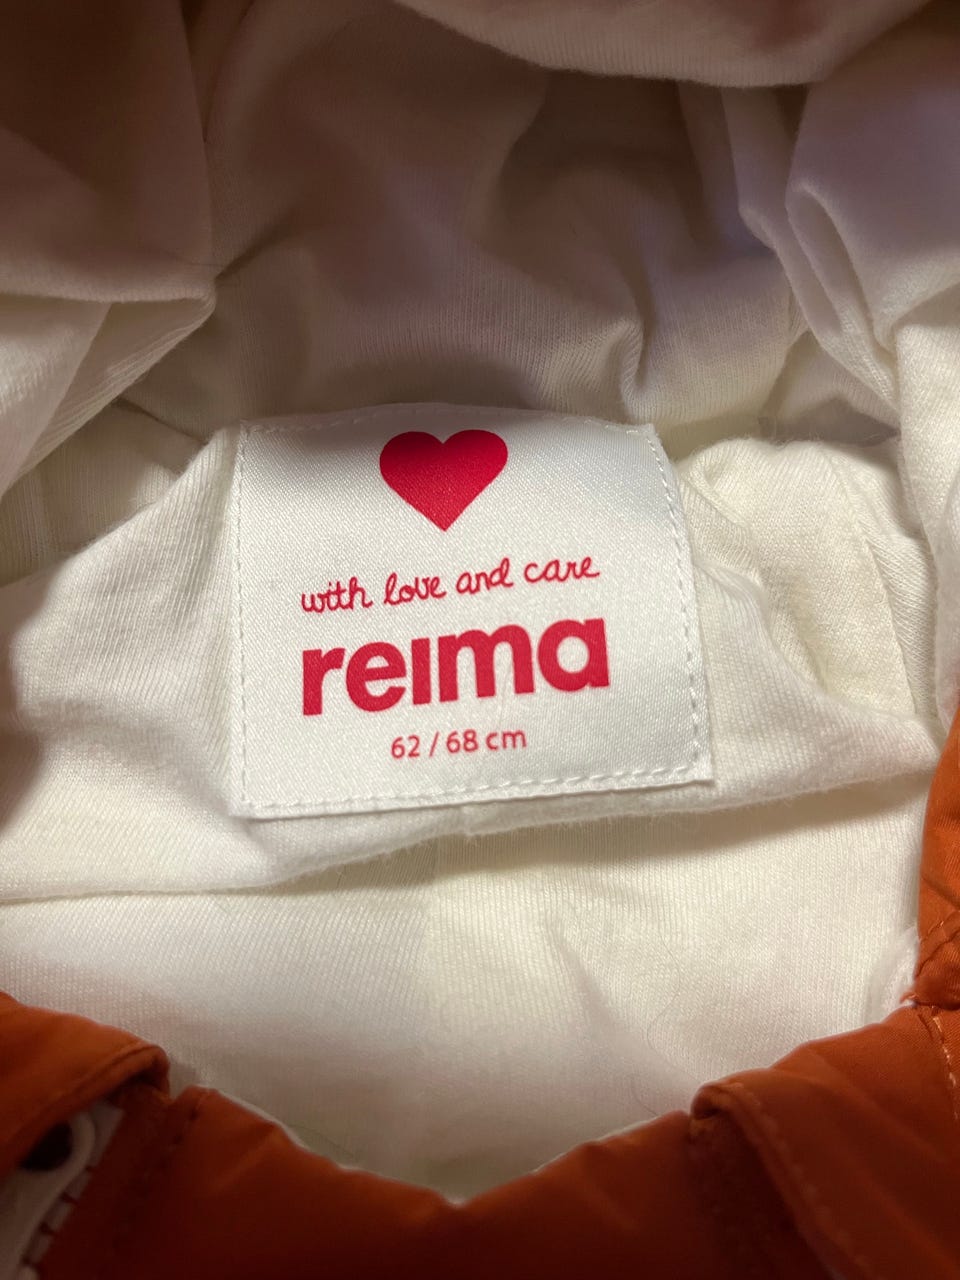 with love and care
reima
62 / 68 cm